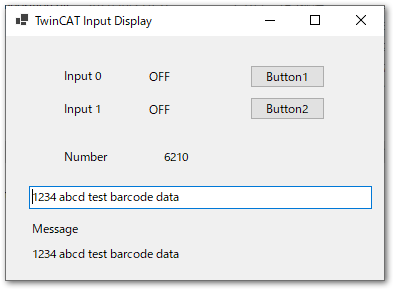 TwinCAT Input Display
Input 0 OFF Button1
Input 1 OFF Button2
Number 6210
1234 abcd test barcode data
Message
1234 abcd test barcode data